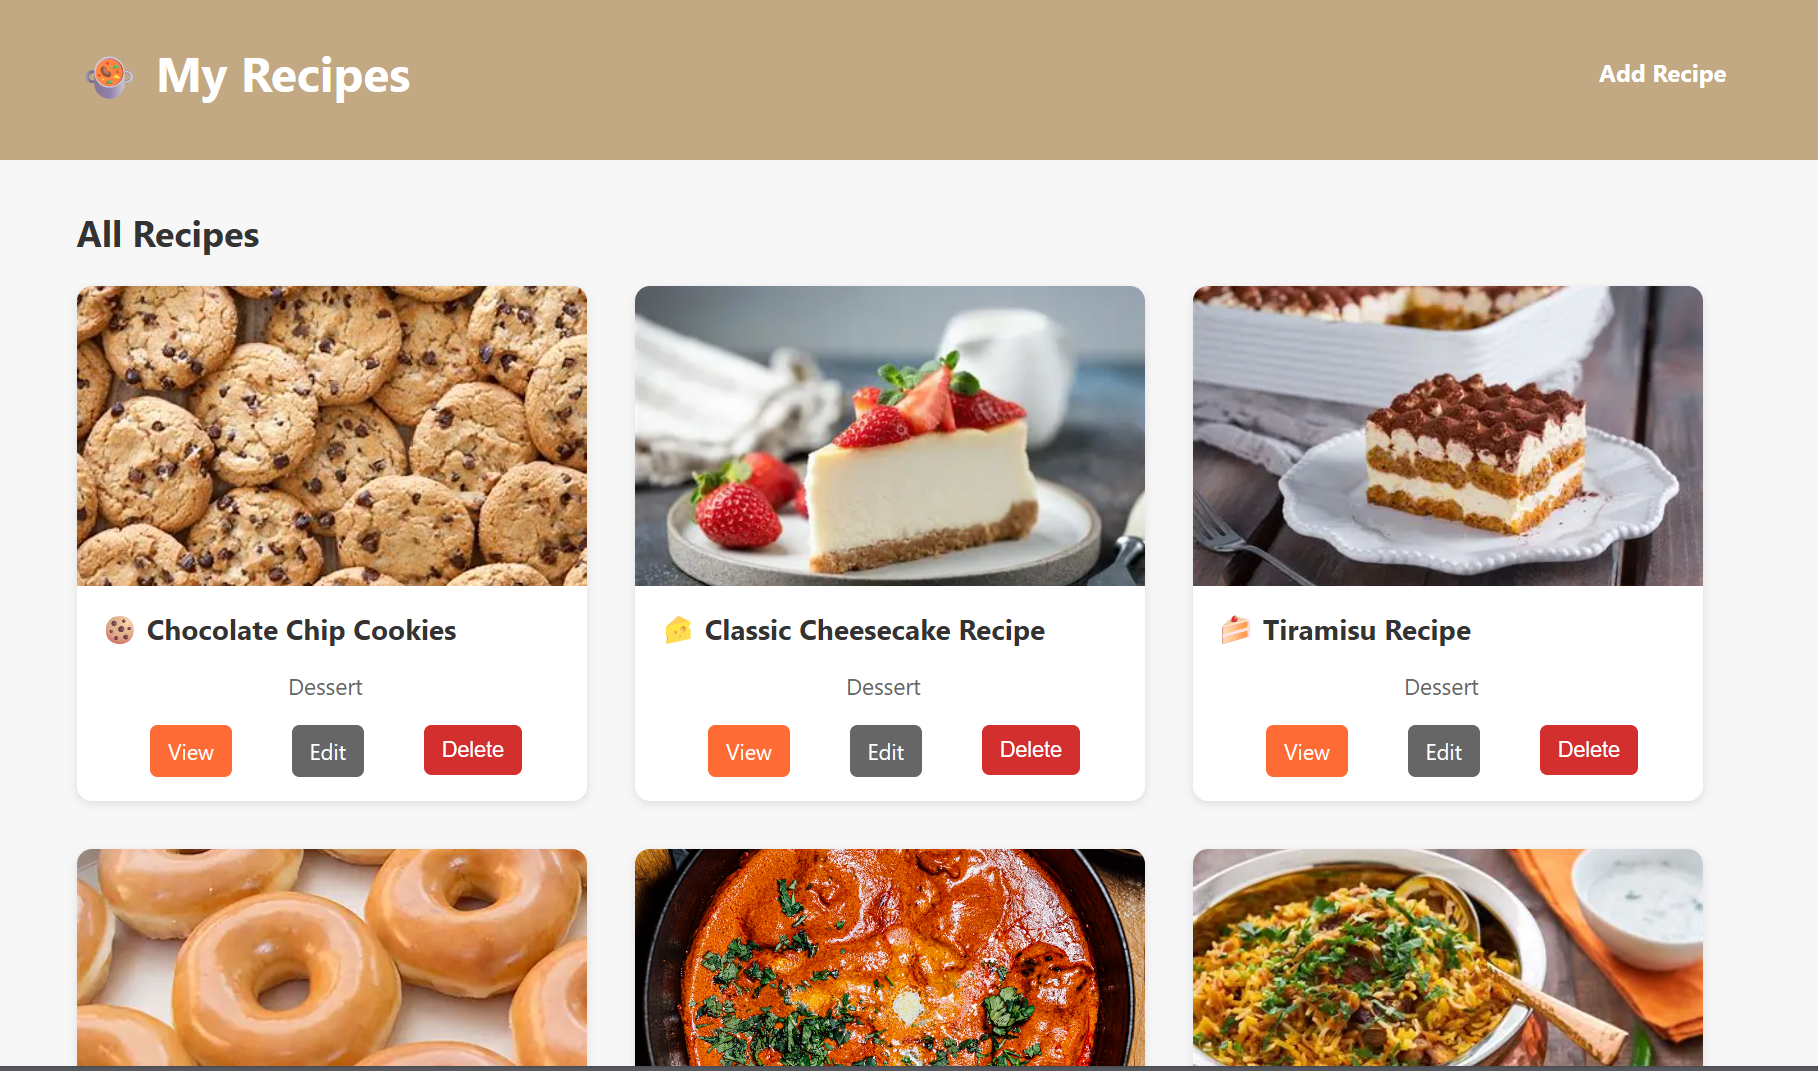 My Recipes
Add Recipe
All Recipes
Chocolate Chip Cookies
Dessert
View Edit Delete
Classic Cheesecake Recipe
Dessert
View Edit Delete
Tiramisu Recipe
Dessert
View Edit Delete